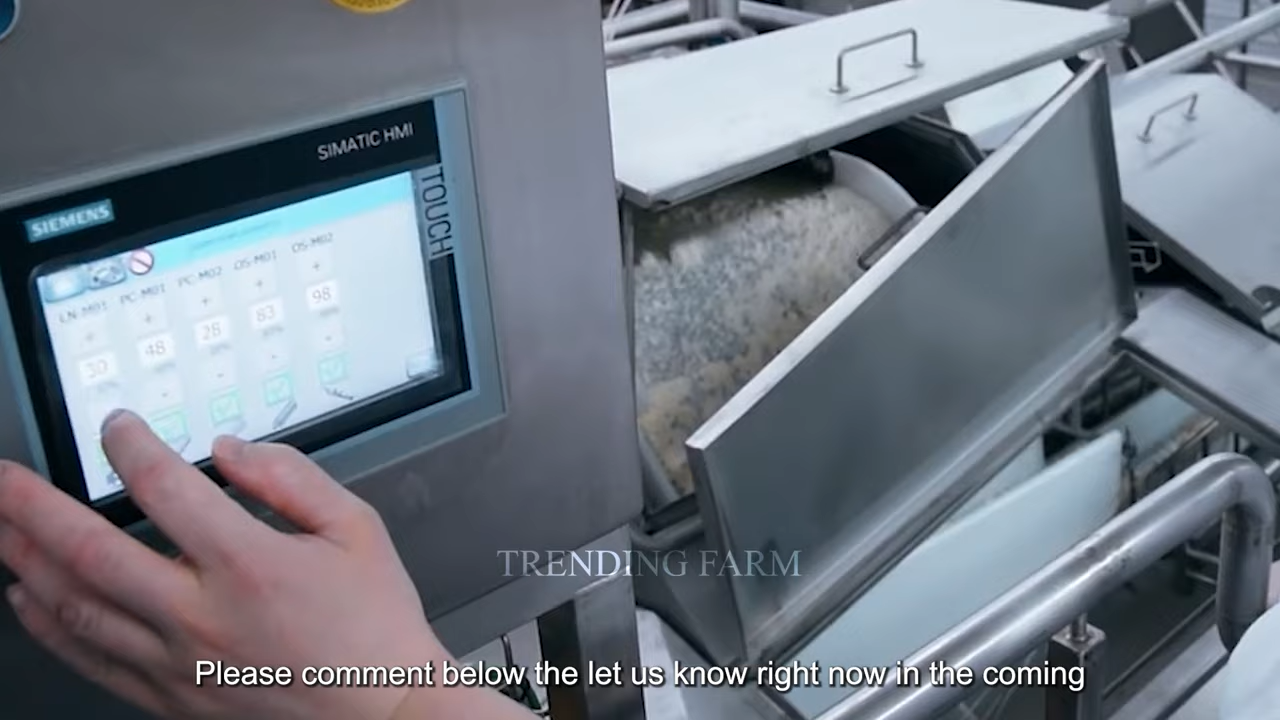 SIMATIC HMI
SIEMENS
TOUCH
LN-M01 PC-M01 PC-M02 OS-M01 OS-M02
+ + + + +
30 48 28 83 98
- - - -
TRENDING FARM
Please comment below the let us know right now in the coming